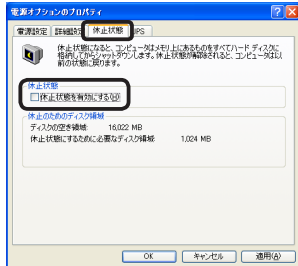 電源オプションのプロパティ
電源設定 詳細設定 休止状態 UPS
休止状態になると、コンピュータはメモリ上にあるものをすべてハード ディスクに
格納してからシャットダウンします。休止状態が解除されると、コンピュータは以
前の状態に戻ります。
休止状態
休止状態を有効にする(H)
休止のためのディスク領域
ディスクの空き領域: 16,022 MB
休止状態にするために必要なディスク領域: 1,024 MB
OK キャンセル 適用(A)